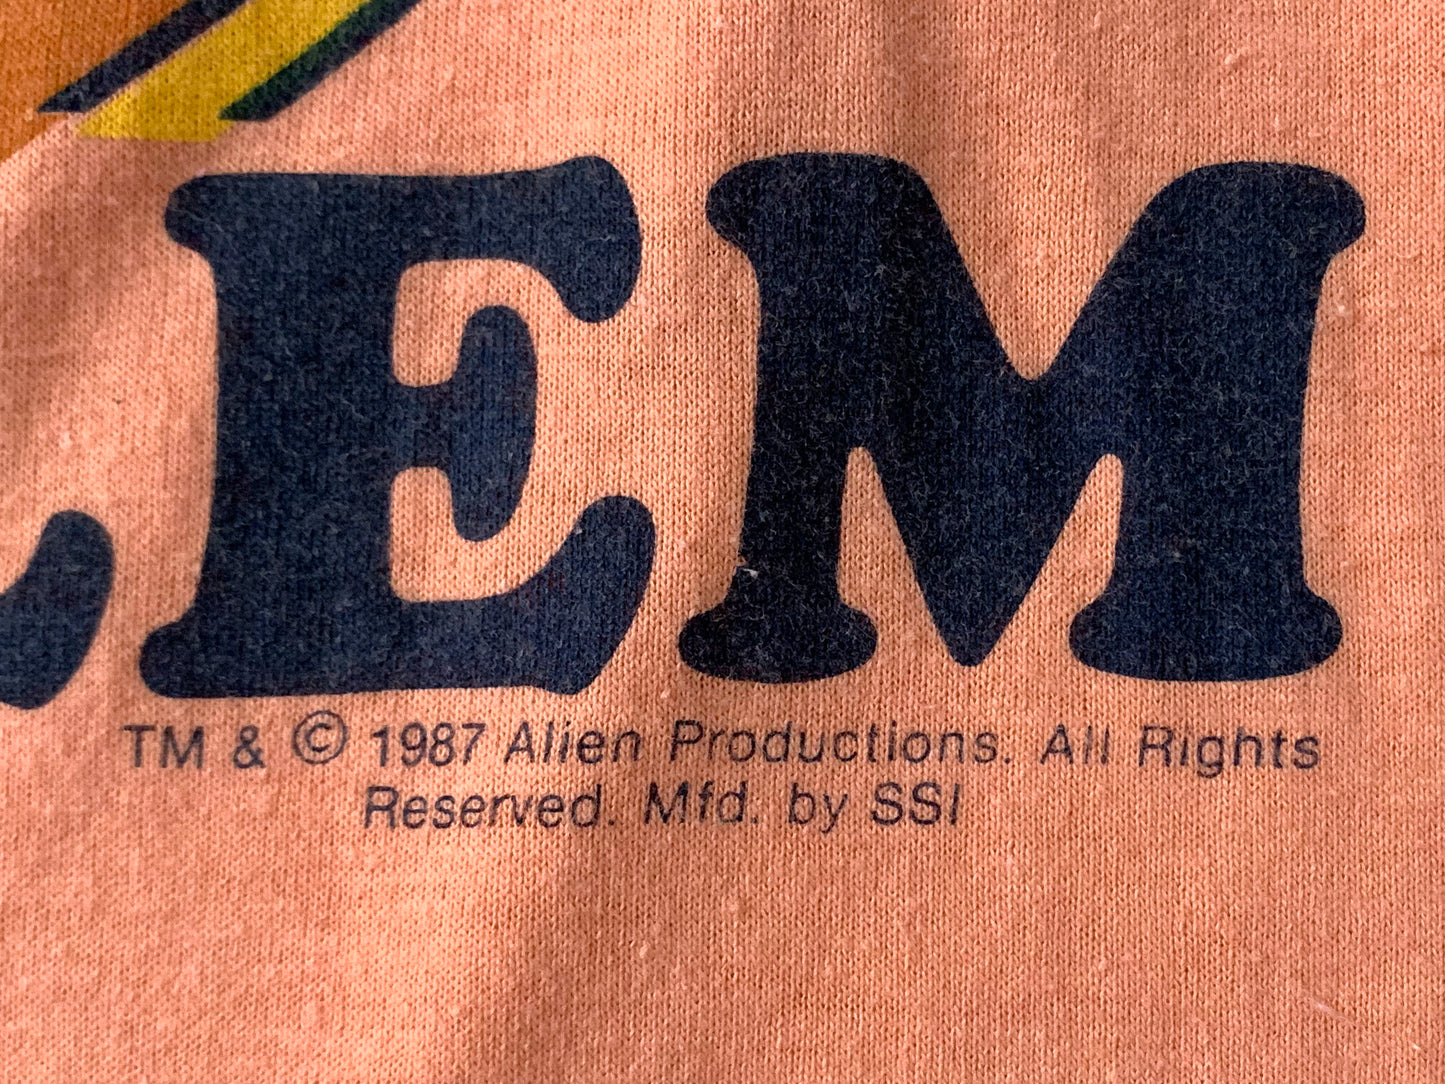 EM
TM & © 1987 Alien Productions. All Rights
Reserved. Mfd. by SSI